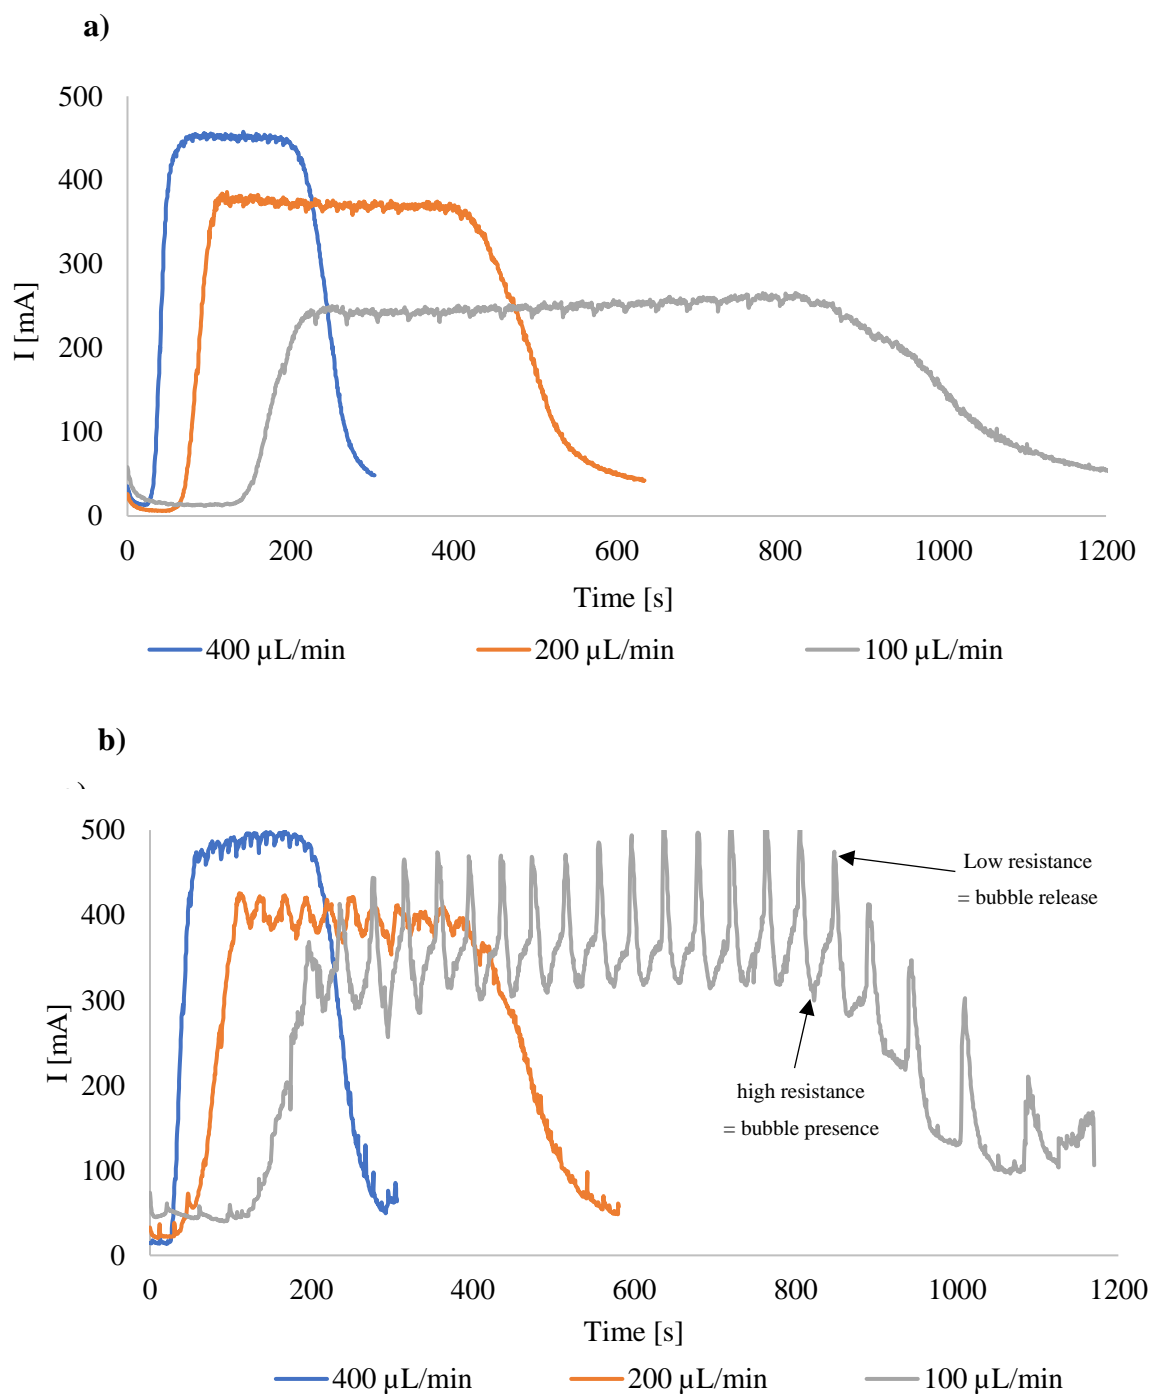 a)
500
400
300
200
100
0
I [mA]
0 200 400 600 800 1000 1200
Time [s]
400 µL/min 200 µL/min 100 µL/min
b)
500
400
300
200
100
0
I [mA]
Low resistance
= bubble release
high resistance
= bubble presence
0 200 400 600 800 1000 1200
Time [s]
400 µL/min 200 µL/min 100 µL/min